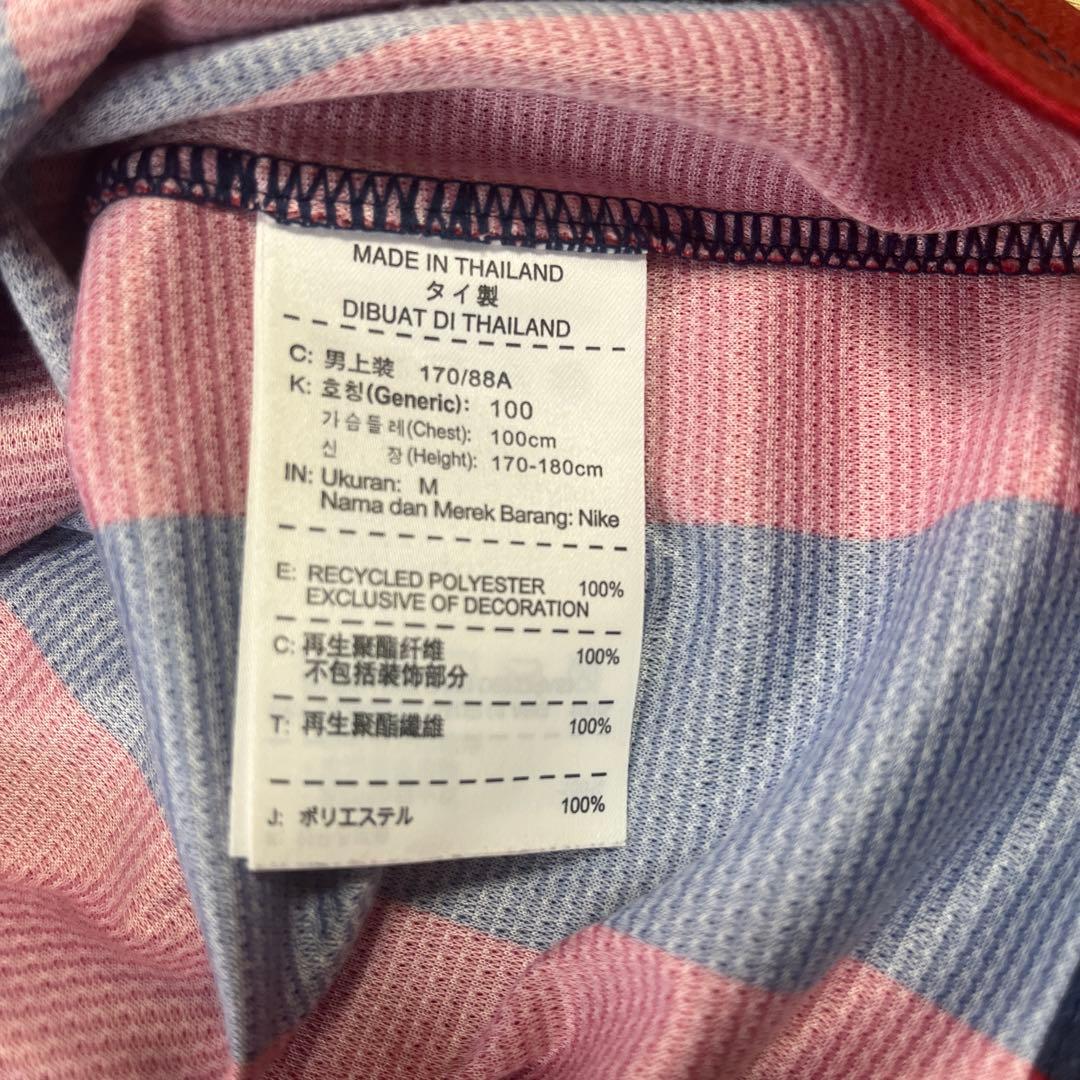 MADE IN THAILAND
タイ製
DIBUAT DI THAILAND
C: 男上装 170/88A
K: 호칭(Generic): 100
가슴둘레(Chest): 100cm
신 장(Height): 170-180cm
IN: Ukuran: M
Nama dan Merek Barang: Nike
E: RECYCLED POLYESTER 100%
EXCLUSIVE OF DECORATION
C: 再生聚酯纤维 100%
不包括装饰部分
T: 再生聚酯纖維 100%
J: ポリエステル 100%